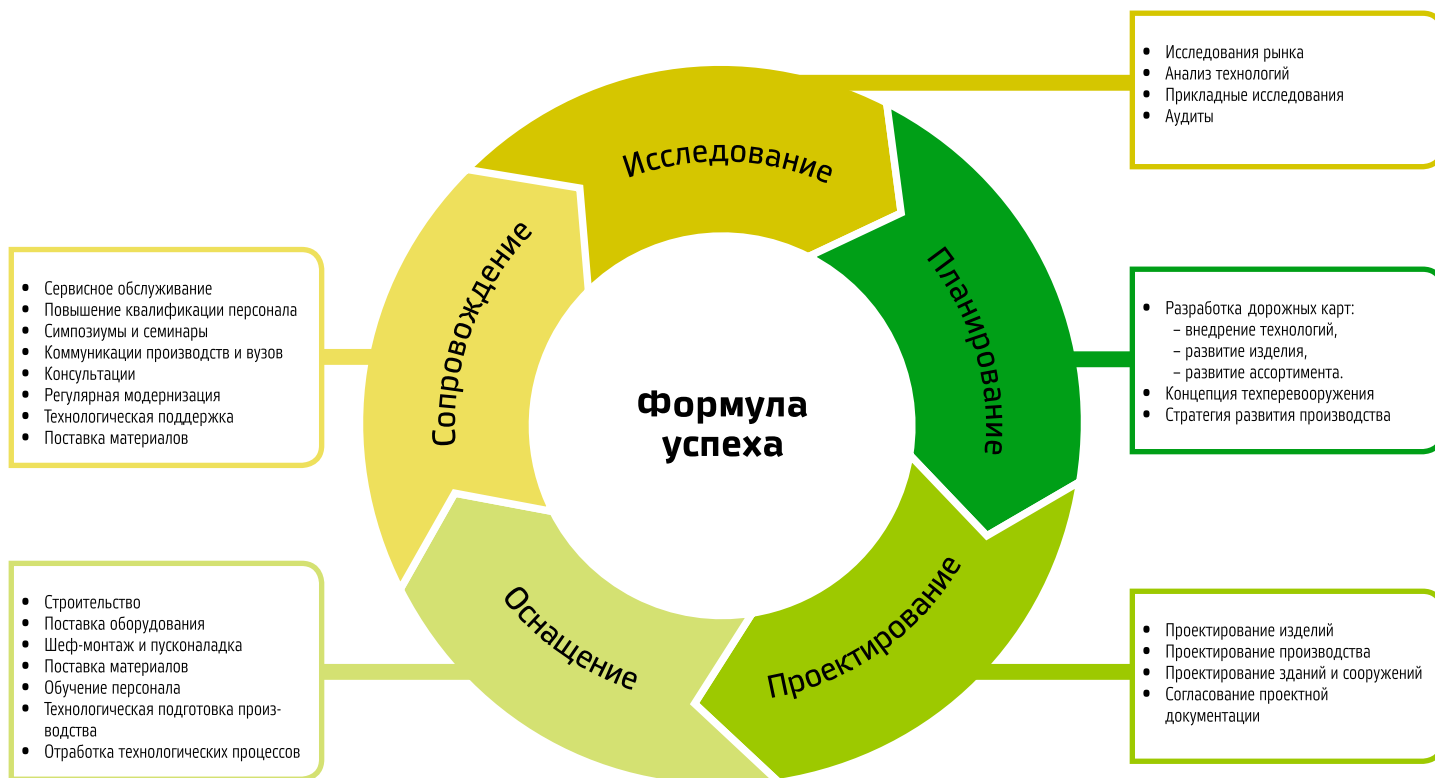 Формула
успеха
Исследование
• Исследования рынка
• Анализ технологий
• Прикладные исследования
• Аудиты
Планирование
• Разработка дорожных карт:
– внедрение технологий,
– развитие изделия,
– развитие ассортимента.
• Концепция техперевооружения
• Стратегия развития производства
Проектирование
• Проектирование изделий
• Проектирование производства
• Проектирование зданий и сооружений
• Согласование проектной
документации
Оснащение
• Строительство
• Поставка оборудования
• Шеф-монтаж и пусконаладка
• Поставка материалов
• Обучение персонала
• Технологическая подготовка произ-
водства
• Отработка технологических процессов
Сопровождение
• Сервисное обслуживание
• Повышение квалификации персонала
• Симпозиумы и семинары
• Коммуникации производств и вузов
• Консультации
• Регулярная модернизация
• Технологическая поддержка
• Поставка материалов